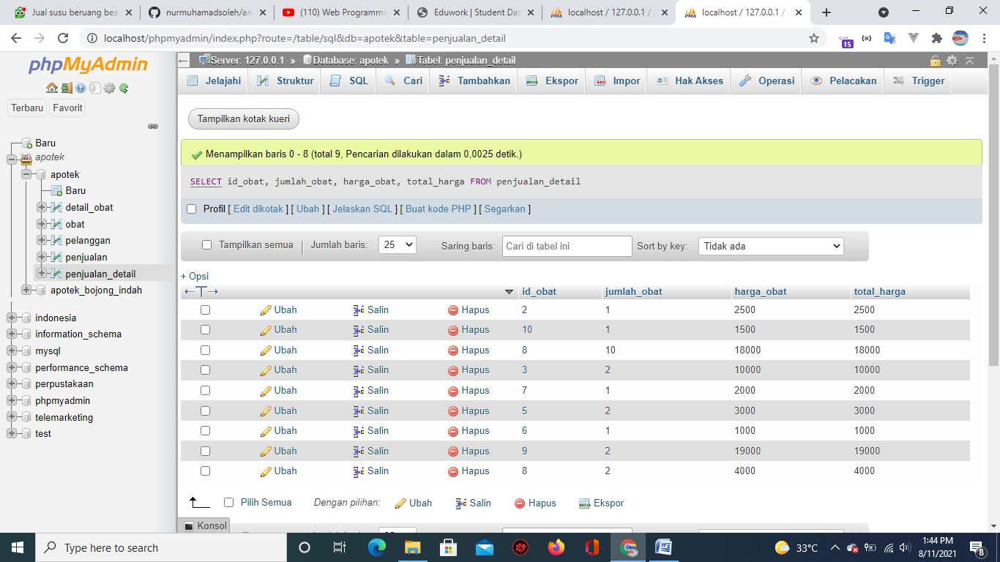 Jual susu beruang bea
nurmuhamadsoleh/an
(110) Web Programmi
Eduwork | Student Das
localhost / 127.0.0.1 /
localhost / 127.0.0.1 /
localhost/phpmyadmin/index.php?route=/table/sql&db=apotek&table=penjualan_detail
15
phpMyAdmin
Terbaru Favorit
Baru
apotek
apotek
Baru
detail_obat
obat
pelanggan
penjualan
penjualan_detail
apotek_bojong_indah
indonesia
information_schema
mysql
performance_schema
perpustakaan
phpmyadmin
telemarketing
test
Server: 127.0.0.1 » Database: apotek » Tabel: penjualan_detail
Jelajahi Struktur SQL Cari Tambahkan Ekspor Impor Hak Akses Operasi Pelacakan Trigger
Tampilkan kotak kueri
Menampilkan baris 0 - 8 (total 9, Pencarian dilakukan dalam 0,0025 detik.)
SELECT id_obat, jumlah_obat, harga_obat, total_harga FROM penjualan_detail
Profil [ Edit dikotak ] [ Ubah ] [ Jelaskan SQL ] [ Buat kode PHP ] [ Segarkan ]
Tampilkan semua | Jumlah baris: 25 Saring baris: Cari di tabel ini Sort by key: Tidak ada
+ Opsi
←T→ id_obat jumlah_obat harga_obat total_harga
Ubah Salin Hapus 2 1 2500 2500
Ubah Salin Hapus 10 1 1500 1500
Ubah Salin Hapus 8 10 18000 18000
Ubah Salin Hapus 3 2 10000 10000
Ubah Salin Hapus 7 1 2000 2000
Ubah Salin Hapus 5 2 3000 3000
Ubah Salin Hapus 6 1 1000 1000
Ubah Salin Hapus 9 2 19000 19000
Ubah Salin Hapus 8 2 4000 4000
Pilih Semua Dengan pilihan: Ubah Salin Hapus Ekspor
Konsol
Type here to search
33°C
1:44 PM
8/11/2021
8